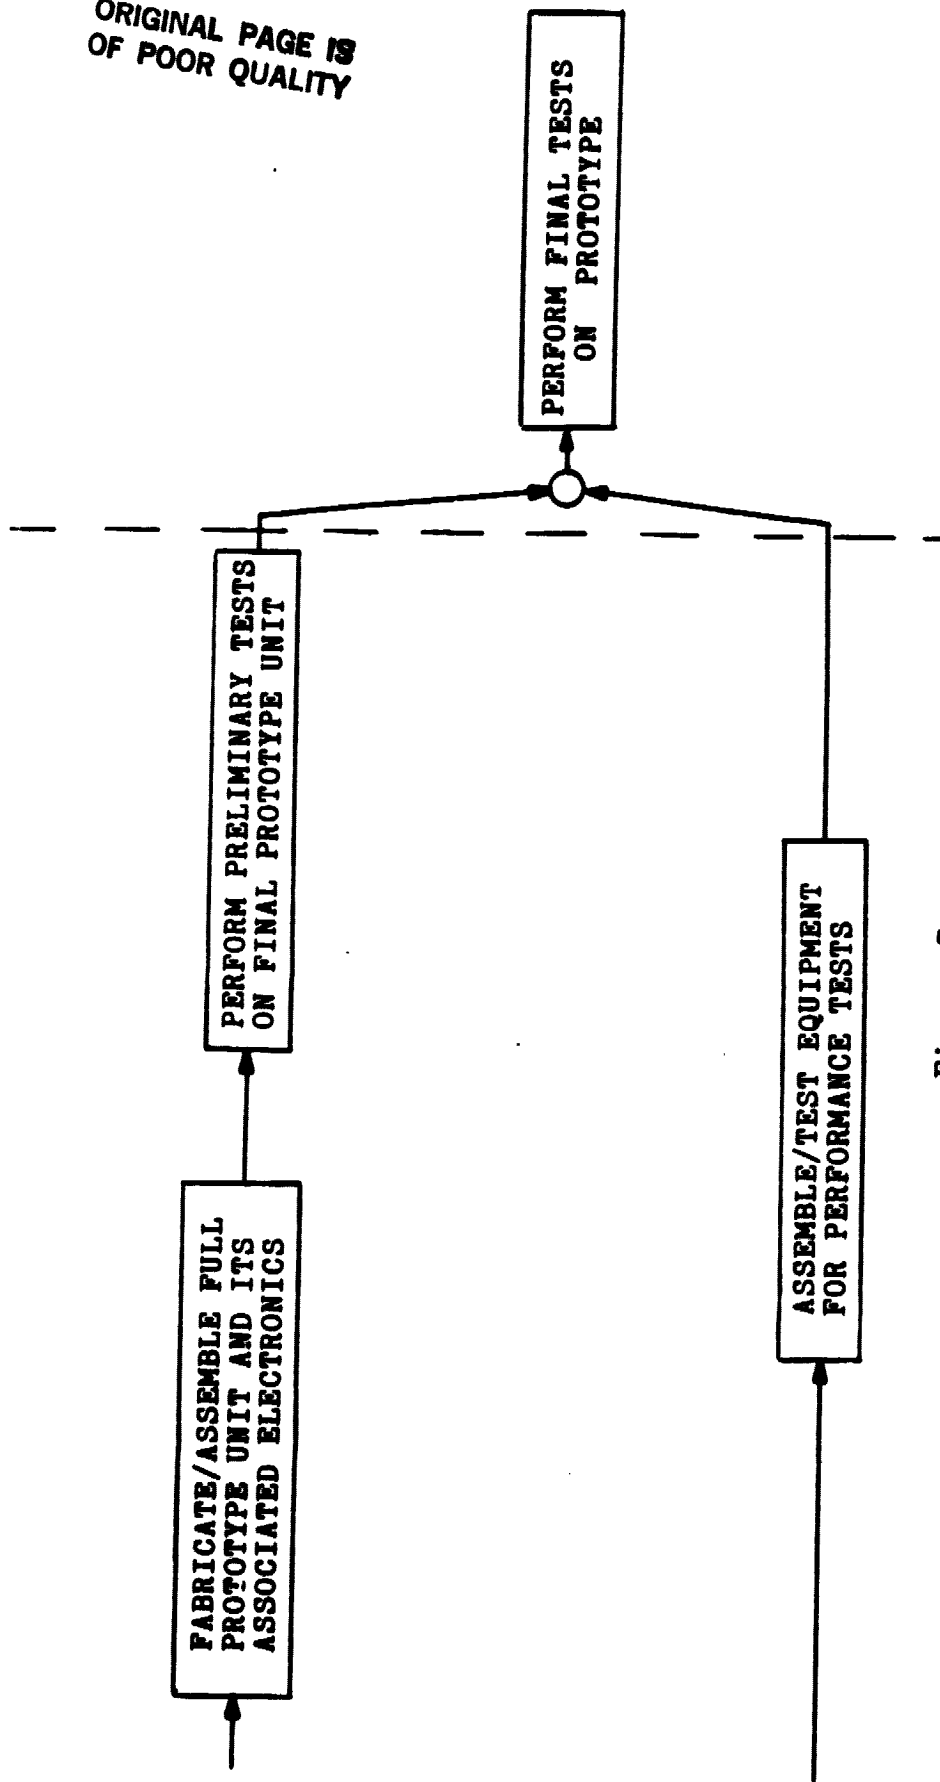 ORIGINAL PAGE IS
OF POOR QUALITY
FABRICATE/ASSEMBLE FULL
PROTOTYPE UNIT AND ITS
ASSOCIATED ELECTRONICS
PERFORM PRELIMINARY TESTS
ON FINAL PROTOTYPE UNIT
ASSEMBLE/TEST EQUIPMENT
FOR PERFORMANCE TESTS
PERFORM FINAL TESTS
ON PROTOTYPE